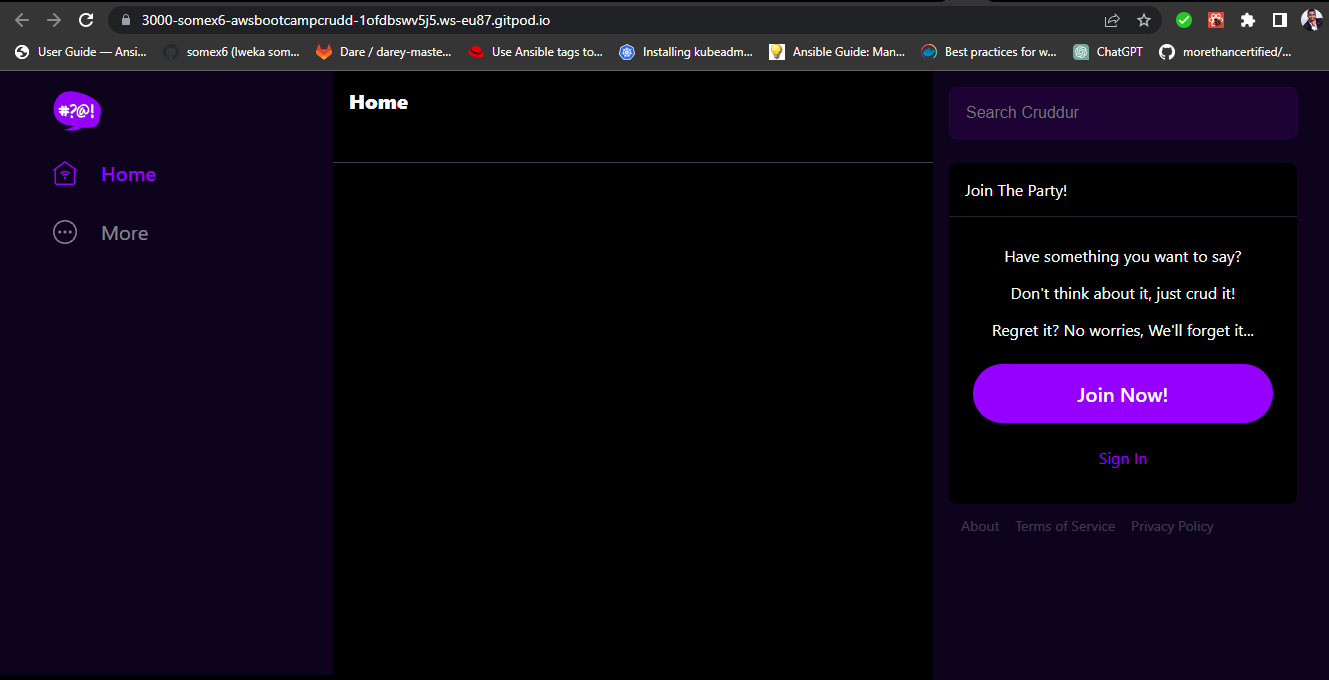 3000-somex6-awsbootcampcrudd-1ofdbswv5j5.ws-eu87.gitpod.io
User Guide — Ansi... somex6 (Iweka som... Dare / darey-maste... Use Ansible tags to... Installing kubeadm... Ansible Guide: Man... Best practices for w... ChatGPT morethancertified/...
#?@!
Home
More
Home
Search Cruddur
Join The Party!
Have something you want to say?
Don't think about it, just crud it!
Regret it? No worries, We'll forget it...
Join Now!
Sign In
About Terms of Service Privacy Policy